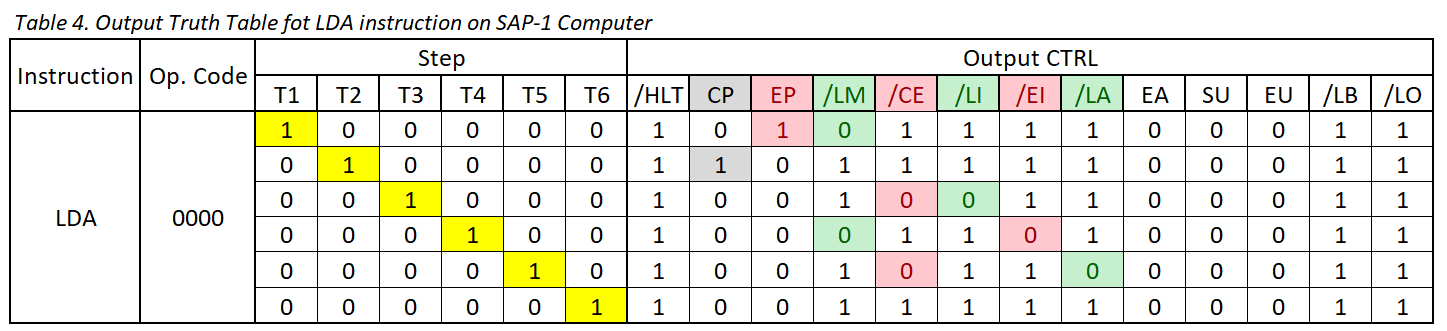 Table 4. Output Truth Table fot LDA instruction on SAP-1 Computer
Instruction Op. Code Step Output CTRL
T1 T2 T3 T4 T5 T6 /HLT CP EP /LM /CE /LI /EI /LA EA SU EU /LB /LO
1 0 0 0 0 0 1 0 1 0 1 1 1 1 0 0 0 1 1
0 1 0 0 0 0 1 1 0 1 1 1 1 1 0 0 0 1 1
0 0 1 0 0 0 1 0 0 1 0 0 1 1 0 0 0 1 1
LDA 0000 0 0 0 1 0 0 1 0 0 0 1 1 0 1 0 0 0 1 1
0 0 0 0 1 0 1 0 0 1 0 1 1 0 0 0 0 1 1
0 0 0 0 0 1 1 0 0 1 1 1 1 1 0 0 0 1 1